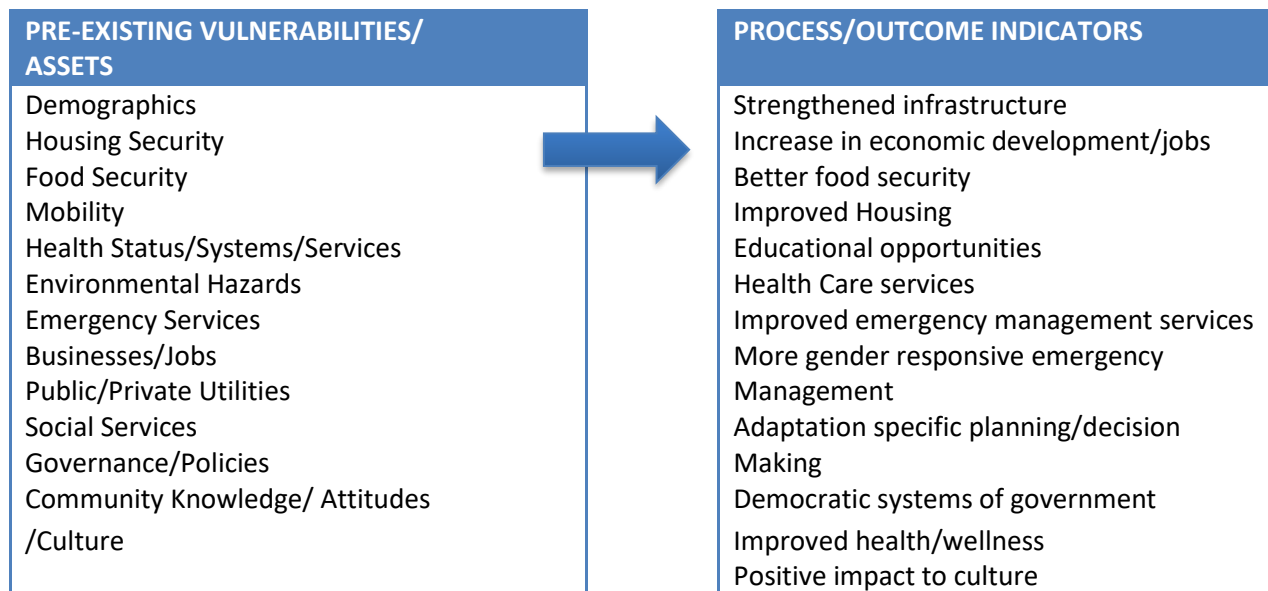 PRE-EXISTING VULNERABILITIES/
ASSETS
Demographics
Housing Security
Food Security
Mobility
Health Status/Systems/Services
Environmental Hazards
Emergency Services
Businesses/Jobs
Public/Private Utilities
Social Services
Governance/Policies
Community Knowledge/ Attitudes
/Culture
PROCESS/OUTCOME INDICATORS
Strengthened infrastructure
Increase in economic development/jobs
Better food security
Improved Housing
Educational opportunities
Health Care services
Improved emergency management services
More gender responsive emergency
Management
Adaptation specific planning/decision
Making
Democratic systems of government
Improved health/wellness
Positive impact to culture